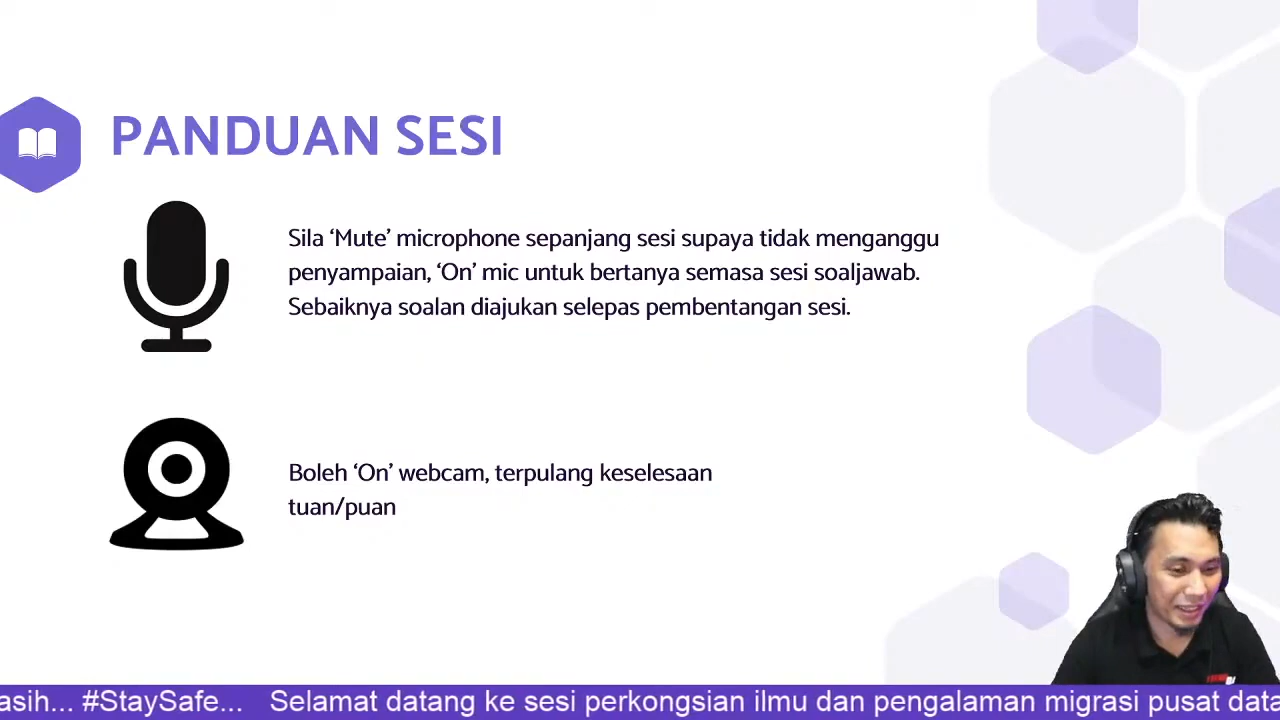 PANDUAN SESI
Sila ‘Mute’ microphone sepanjang sesi supaya tidak menganggu
penyampaian, ‘On’ mic untuk bertanya semasa sesi soaljawab.
Sebaiknya soalan diajukan selepas pembentangan sesi.
Boleh ‘On’ webcam, terpulang keselesaan
tuan/puan
asih... #StaySafe... Selamat datang ke sesi perkongsian ilmu dan pengalaman migrasi pusat data